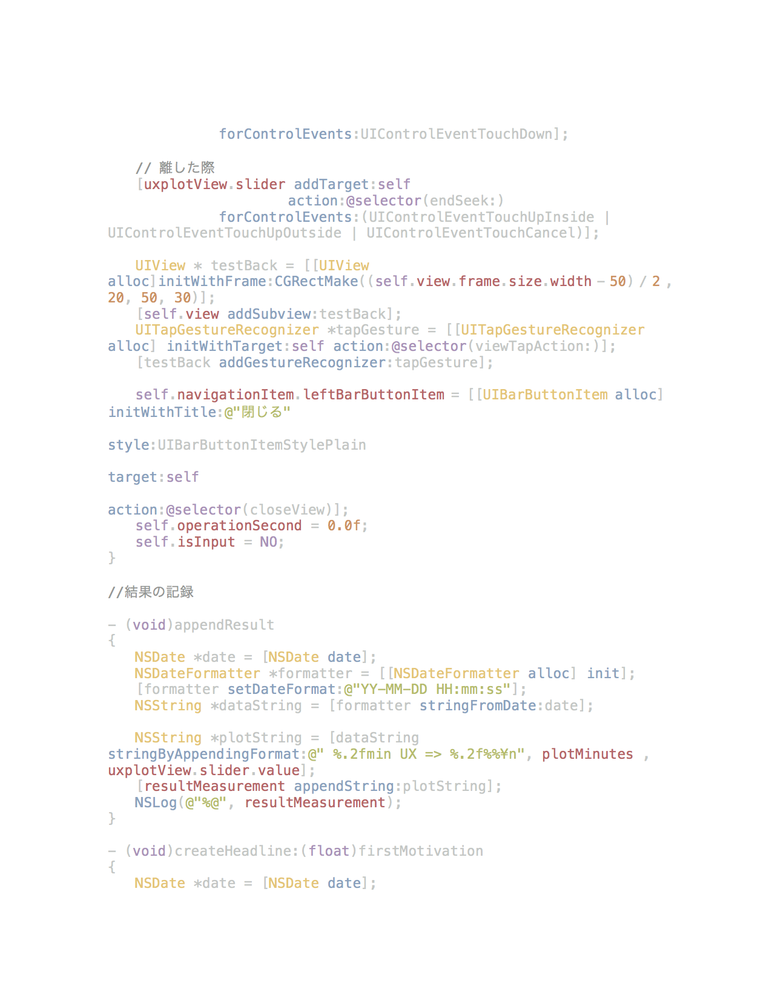 forControlEvents:UIControlEventTouchDown];
// 離した際
[uxplotView.slider addTarget:self
action:@selector(endSeek:)
forControlEvents:(UIControlEventTouchUpInside |
UIControlEventTouchUpOutside | UIControlEventTouchCancel)];
UIView * testBack = [[UIView
alloc]initWithFrame:CGRectMake((self.view.frame.size.width - 50) / 2 ,
20, 50, 30)];
[self.view addSubview:testBack];
UITapGestureRecognizer *tapGesture = [[UITapGestureRecognizer
alloc] initWithTarget:self action:@selector(viewTapAction:)];
[testBack addGestureRecognizer:tapGesture];
self.navigationItem.leftBarButtonItem = [[UIBarButtonItem alloc]
initWithTitle:@"閉じる"
style:UIBarButtonItemStylePlain
target:self
action:@selector(closeView)];
self.operationSecond = 0.0f;
self.isInput = NO;
}
//結果の記録
- (void)appendResult
{
NSDate *date = [NSDate date];
NSDateFormatter *formatter = [[NSDateFormatter alloc] init];
[formatter setDateFormat:@"YY-MM-DD HH:mm:ss"];
NSString *dataString = [formatter stringFromDate:date];
NSString *plotString = [dataString
stringByAppendingFormat:@" %.2fmin UX => %.2f%%¥n", plotMinutes ,
uxplotView.slider.value];
[resultMeasurement appendString:plotString];
NSLog(@"%@", resultMeasurement);
}
- (void)createHeadline:(float)firstMotivation
{
NSDate *date = [NSDate date];